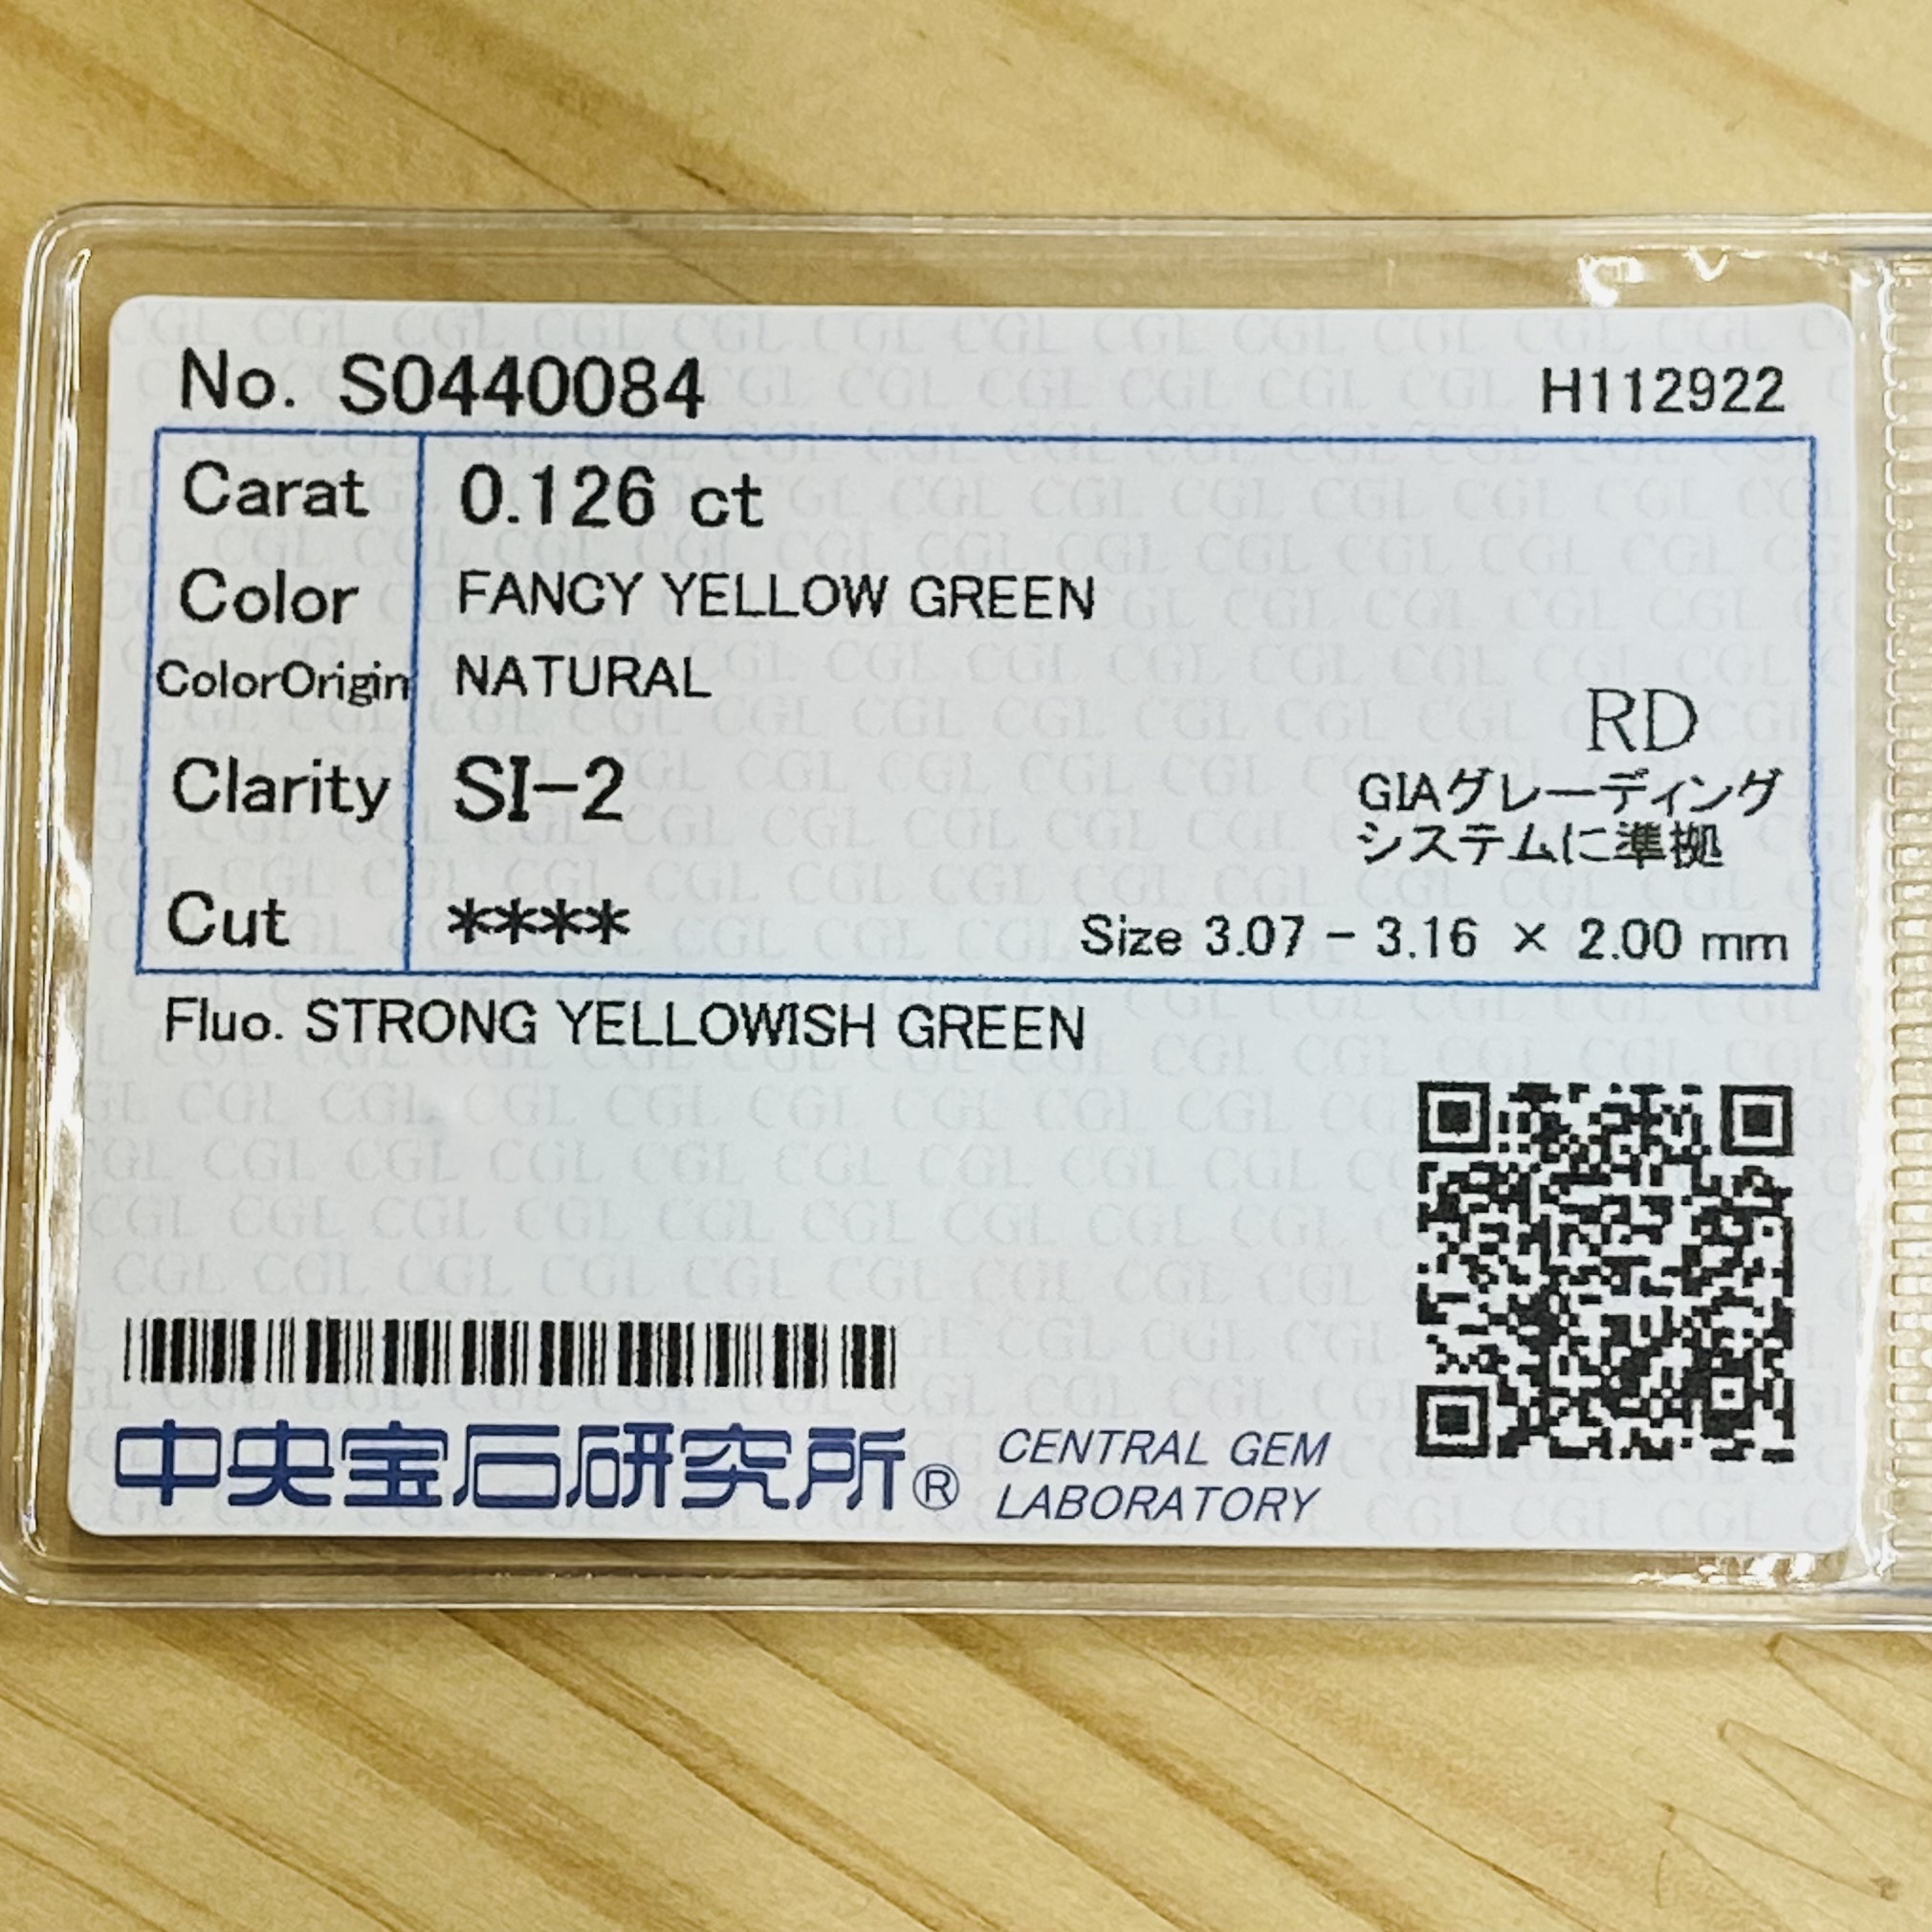 No. S0440084 H112922
Carat 0.126 ct
Color FANCY YELLOW GREEN
ColorOrigin NATURAL
RD
Clarity SI-2
GIAグレーディング
システムに準拠
Cut ****
Size 3.07 - 3.16 × 2.00 mm
Fluo. STRONG YELLOWISH GREEN
中央宝石研究所®
CENTRAL GEM
LABORATORY